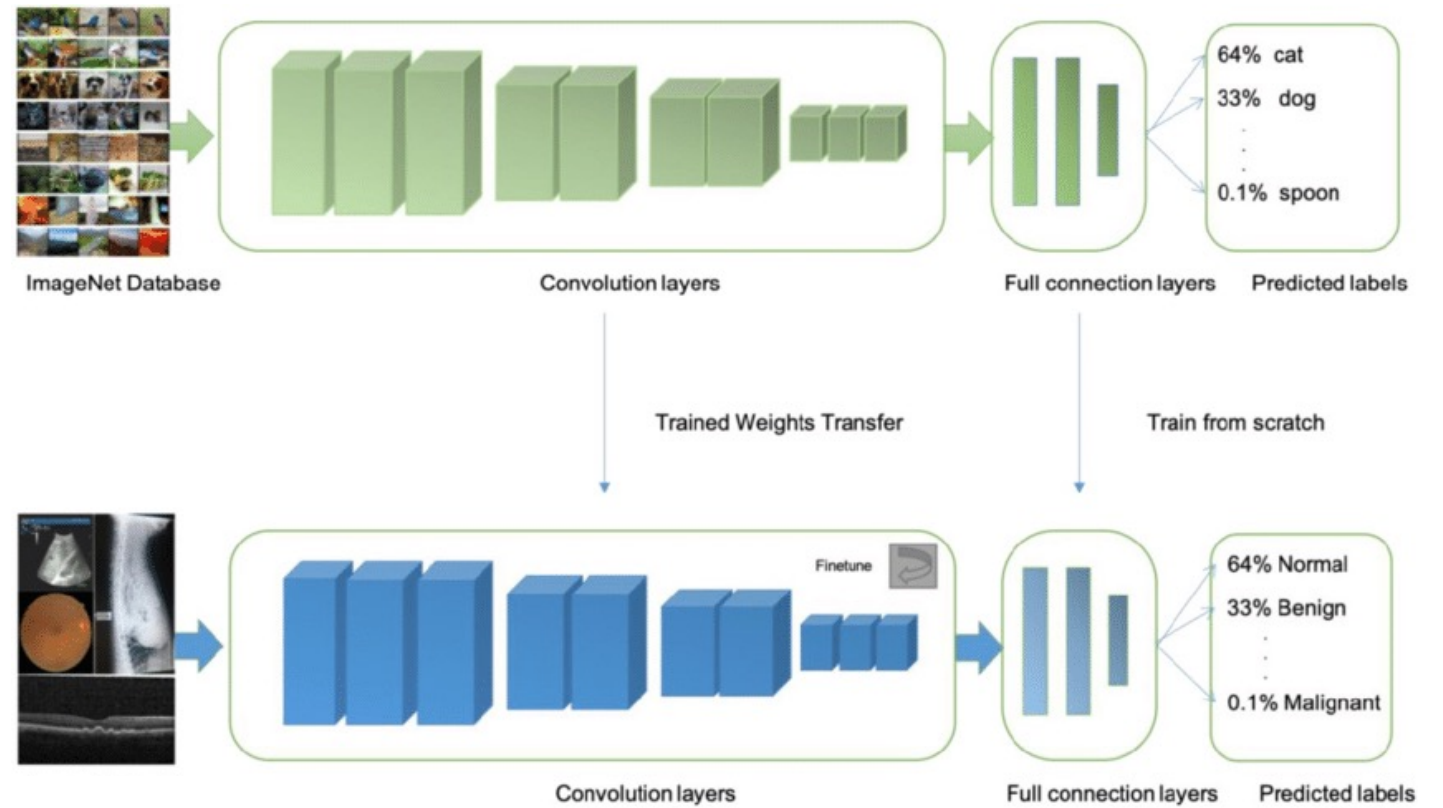 64% cat
33% dog
0.1% spoon
ImageNet Database
Convolution layers
Full connection layers
Predicted labels
Trained Weights Transfer
Train from scratch
Finetune
64% Normal
33% Benign
0.1% Malignant
Convolution layers
Full connection layers
Predicted labels